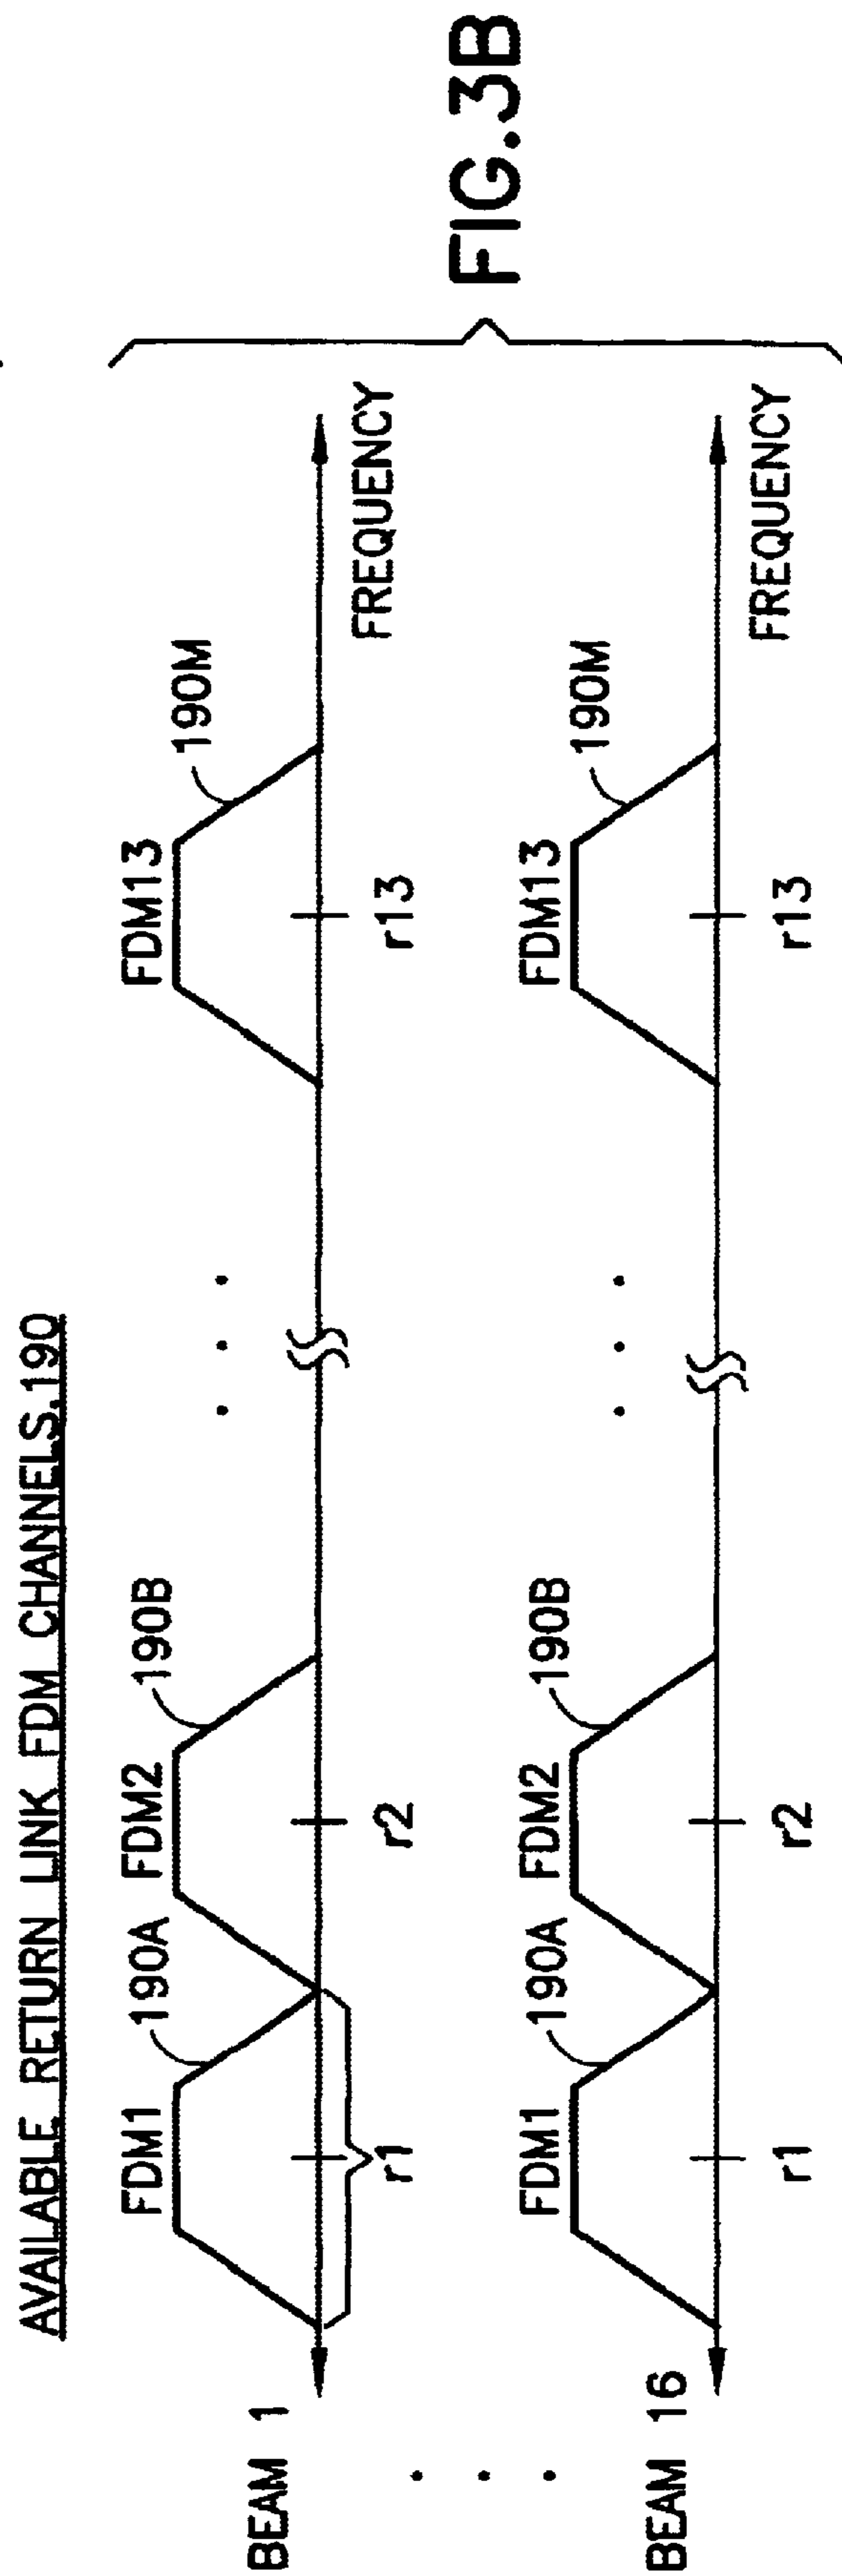 AVAILABLE RETURN LINK FDM CHANNELS,190
BEAM 1
FDM1
190A
FDM2
190B
. . .
FDM13
190M
r1
r2
r13
FREQUENCY
. . .
BEAM 16
FDM1
190A
FDM2
190B
. . .
FDM13
190M
r1
r2
r13
FREQUENCY
FIG.3B